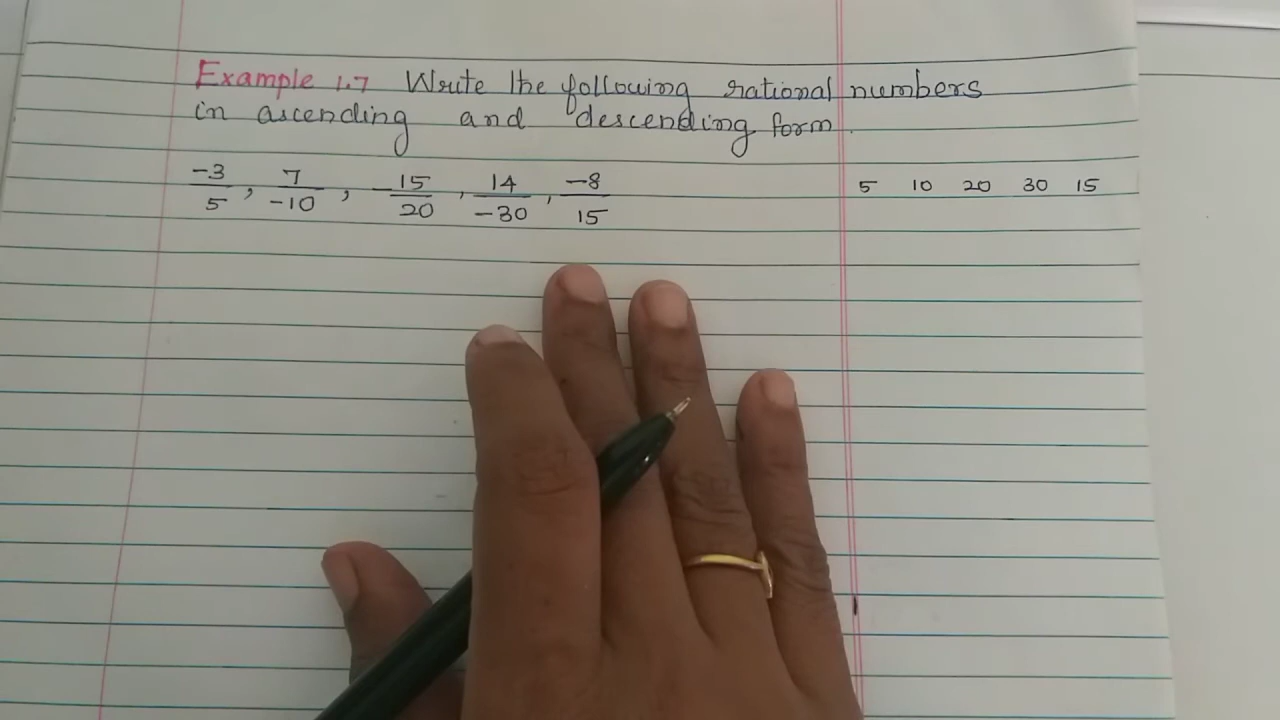 Example 1.7 Write the following rational numbers
in ascending and descending form.
-3/5, 7/-10, -15/20, 14/-30, -8/15 5 10 20 30 15